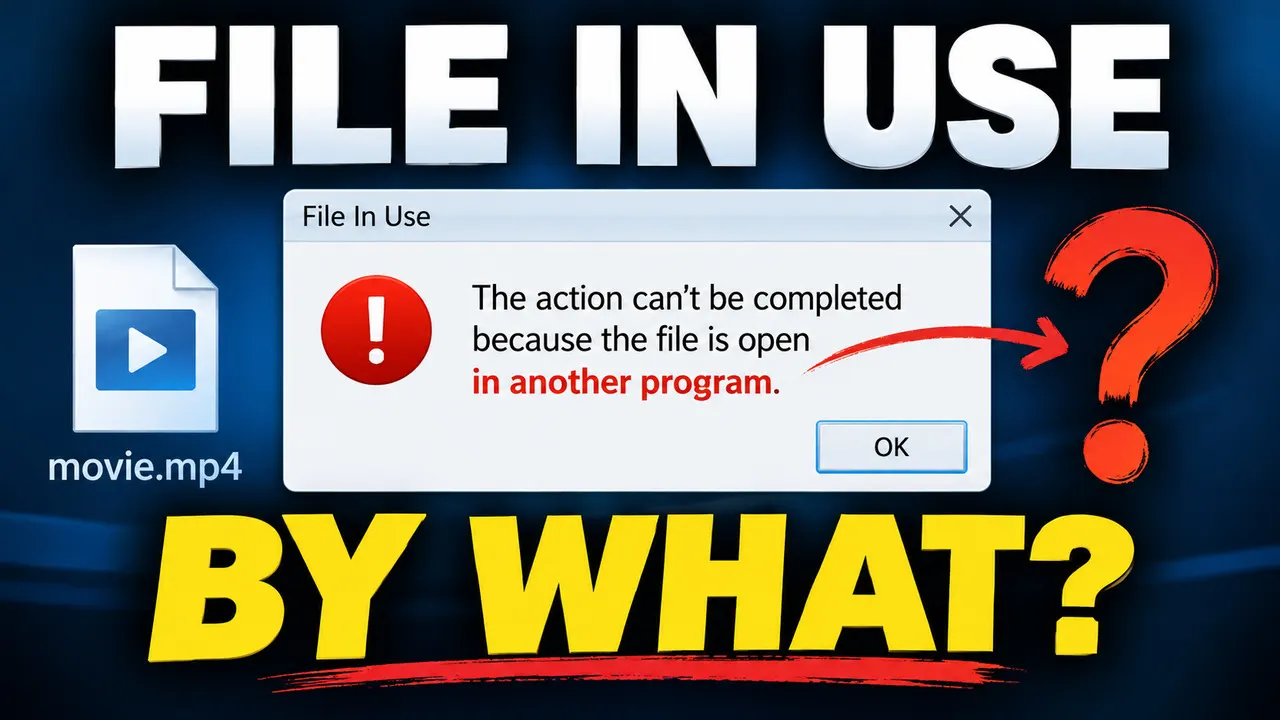 FILE IN USE
File In Use
The action can't be completed
because the file is open
in another program.
OK
movie.mp4
BY WHAT?